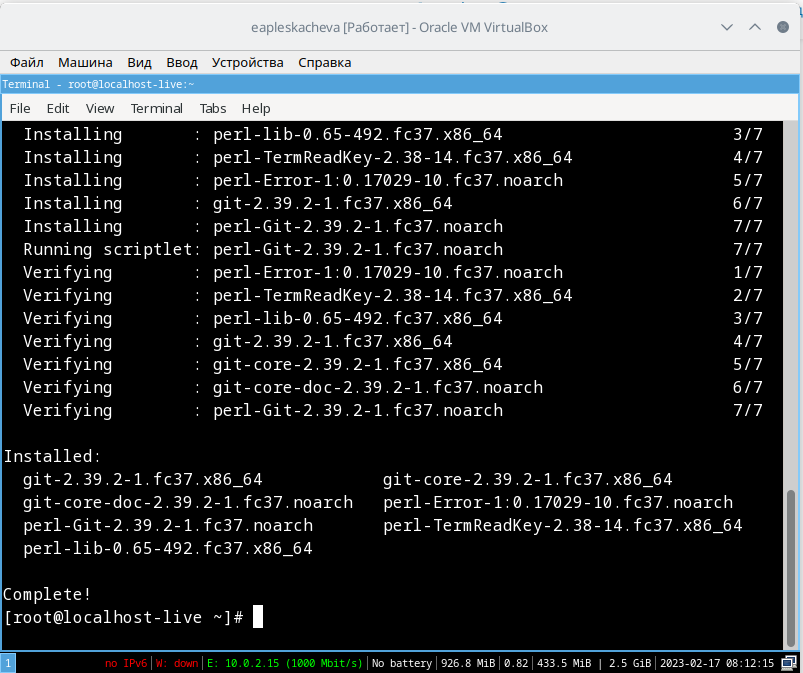 eapleskacheva [Работает] - Oracle VM VirtualBox
Файл Машина Вид Ввод Устройства Справка
Terminal - root@localhost-live:~
File Edit View Terminal Tabs Help
Installing : perl-lib-0.65-492.fc37.x86_64 3/7
Installing : perl-TermReadKey-2.38-14.fc37.x86_64 4/7
Installing : perl-Error-1:0.17029-10.fc37.noarch 5/7
Installing : git-2.39.2-1.fc37.x86_64 6/7
Installing : perl-Git-2.39.2-1.fc37.noarch 7/7
Running scriptlet: perl-Git-2.39.2-1.fc37.noarch 7/7
Verifying : perl-Error-1:0.17029-10.fc37.noarch 1/7
Verifying : perl-TermReadKey-2.38-14.fc37.x86_64 2/7
Verifying : perl-lib-0.65-492.fc37.x86_64 3/7
Verifying : git-2.39.2-1.fc37.x86_64 4/7
Verifying : git-core-2.39.2-1.fc37.x86_64 5/7
Verifying : git-core-doc-2.39.2-1.fc37.noarch 6/7
Verifying : perl-Git-2.39.2-1.fc37.noarch 7/7
Installed:
git-2.39.2-1.fc37.x86_64 git-core-2.39.2-1.fc37.x86_64
git-core-doc-2.39.2-1.fc37.noarch perl-Error-1:0.17029-10.fc37.noarch
perl-Git-2.39.2-1.fc37.noarch perl-TermReadKey-2.38-14.fc37.x86_64
perl-lib-0.65-492.fc37.x86_64
Complete!
[root@localhost-live ~]#
1 no IPv6|W: down|E: 10.0.2.15 (1000 Mbit/s)|No battery|926.8 MiB|0.82|433.5 MiB | 2.5 GiB|2023-02-17 08:12:15